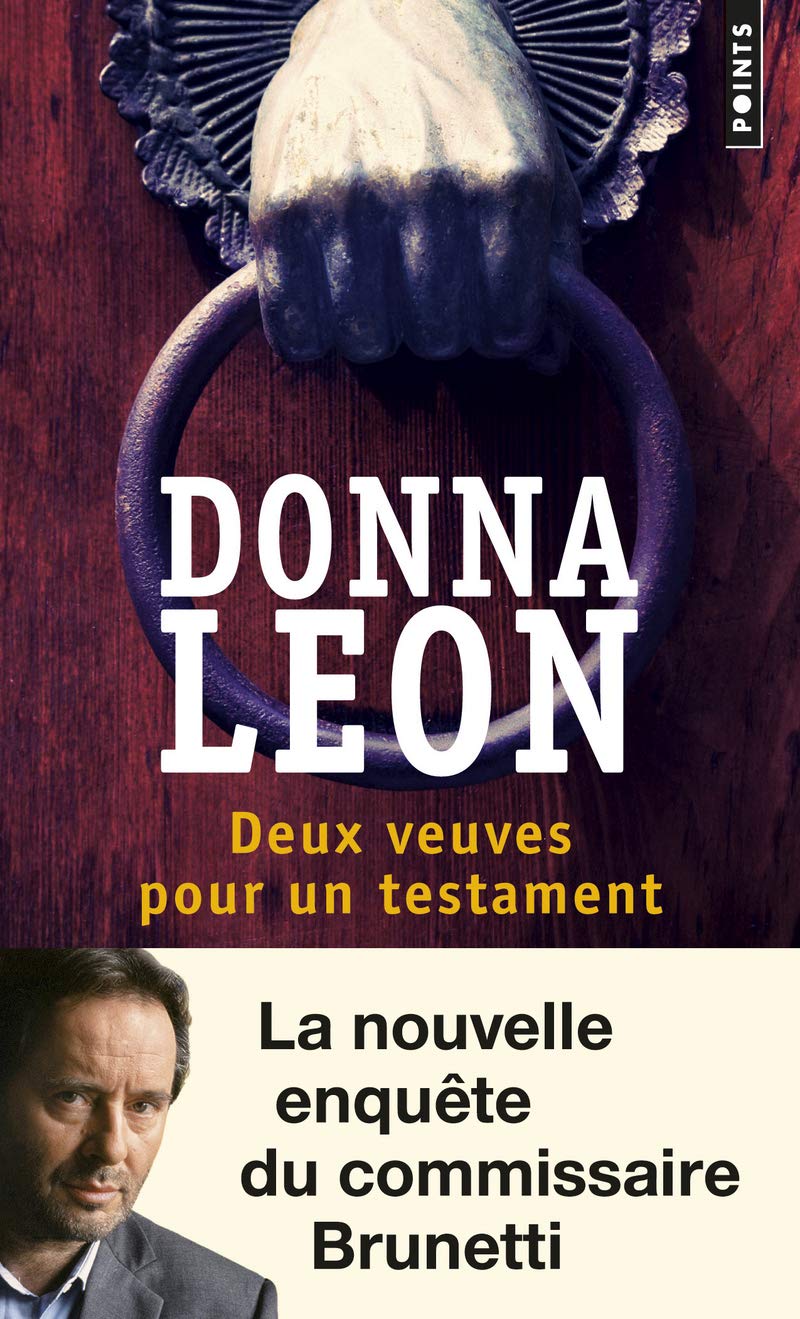 POINTS
DONNA
LEON
Deux veuves
pour un testament
La nouvelle
enquête
du commissaire
Brunetti